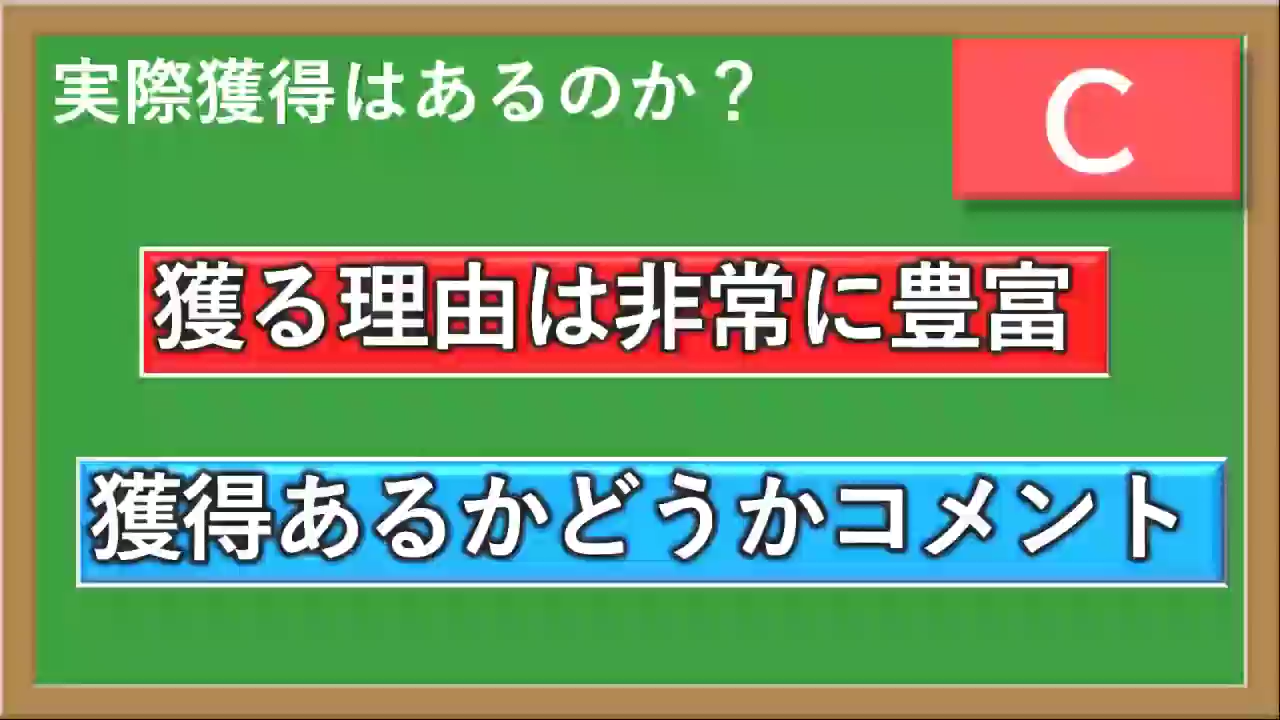 実際獲得はあるのか？
C
獲る理由は非常に豊富
獲得あるかどうかコメント